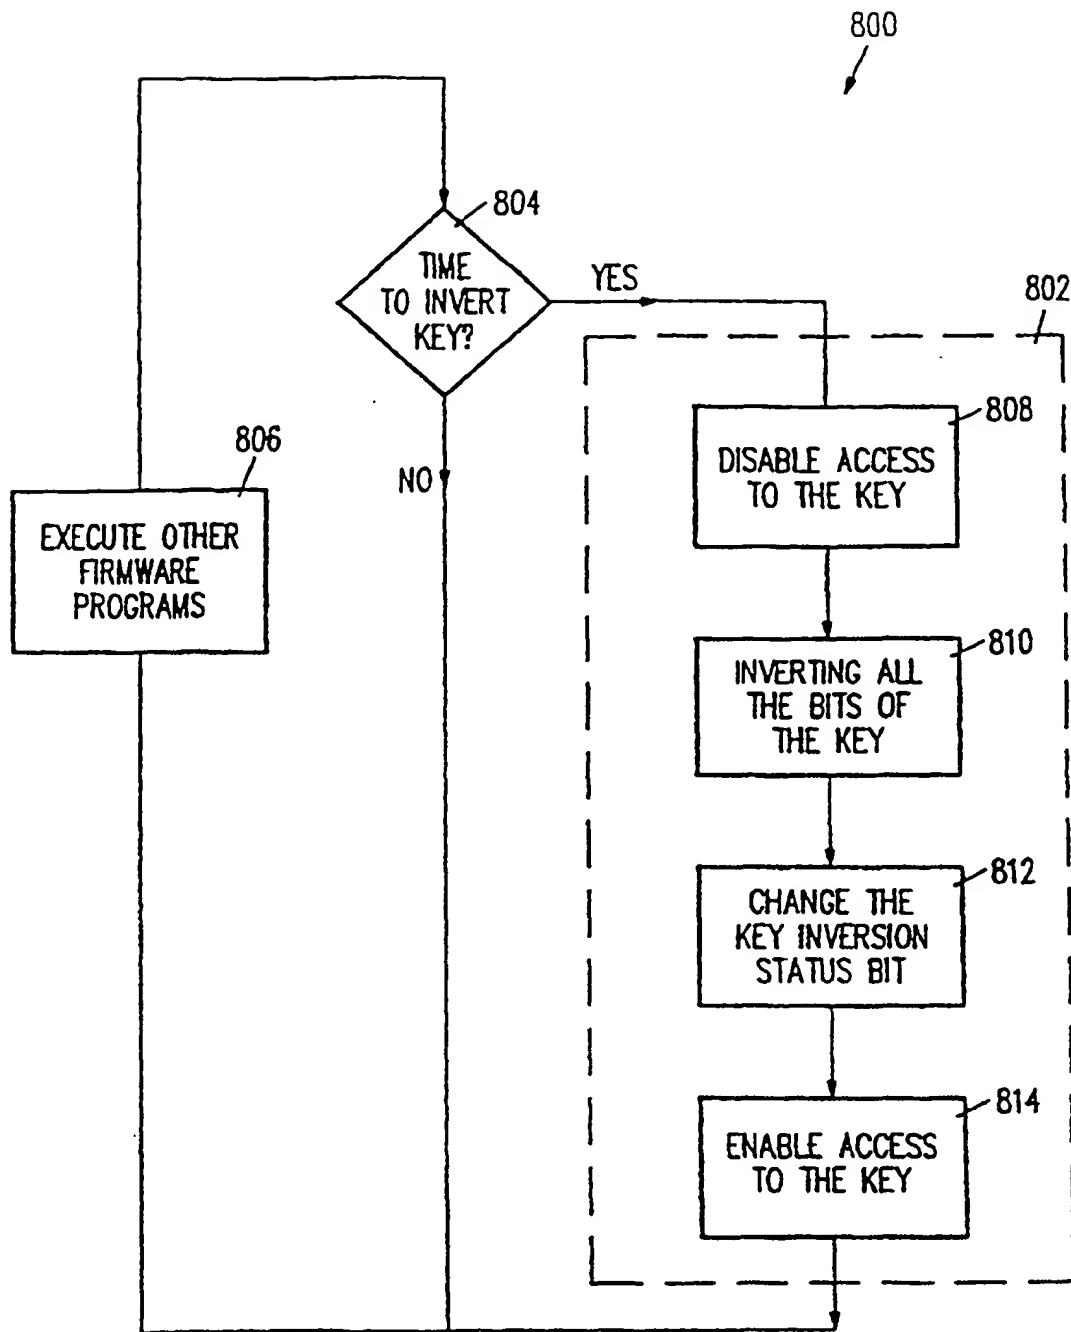 800
804
TIME
TO INVERT
KEY?
YES
802
NO
806
EXECUTE OTHER
FIRMWARE
PROGRAMS
808
DISABLE ACCESS
TO THE KEY
810
INVERTING ALL
THE BITS OF
THE KEY
812
CHANGE THE
KEY INVERSION
STATUS BIT
814
ENABLE ACCESS
TO THE KEY